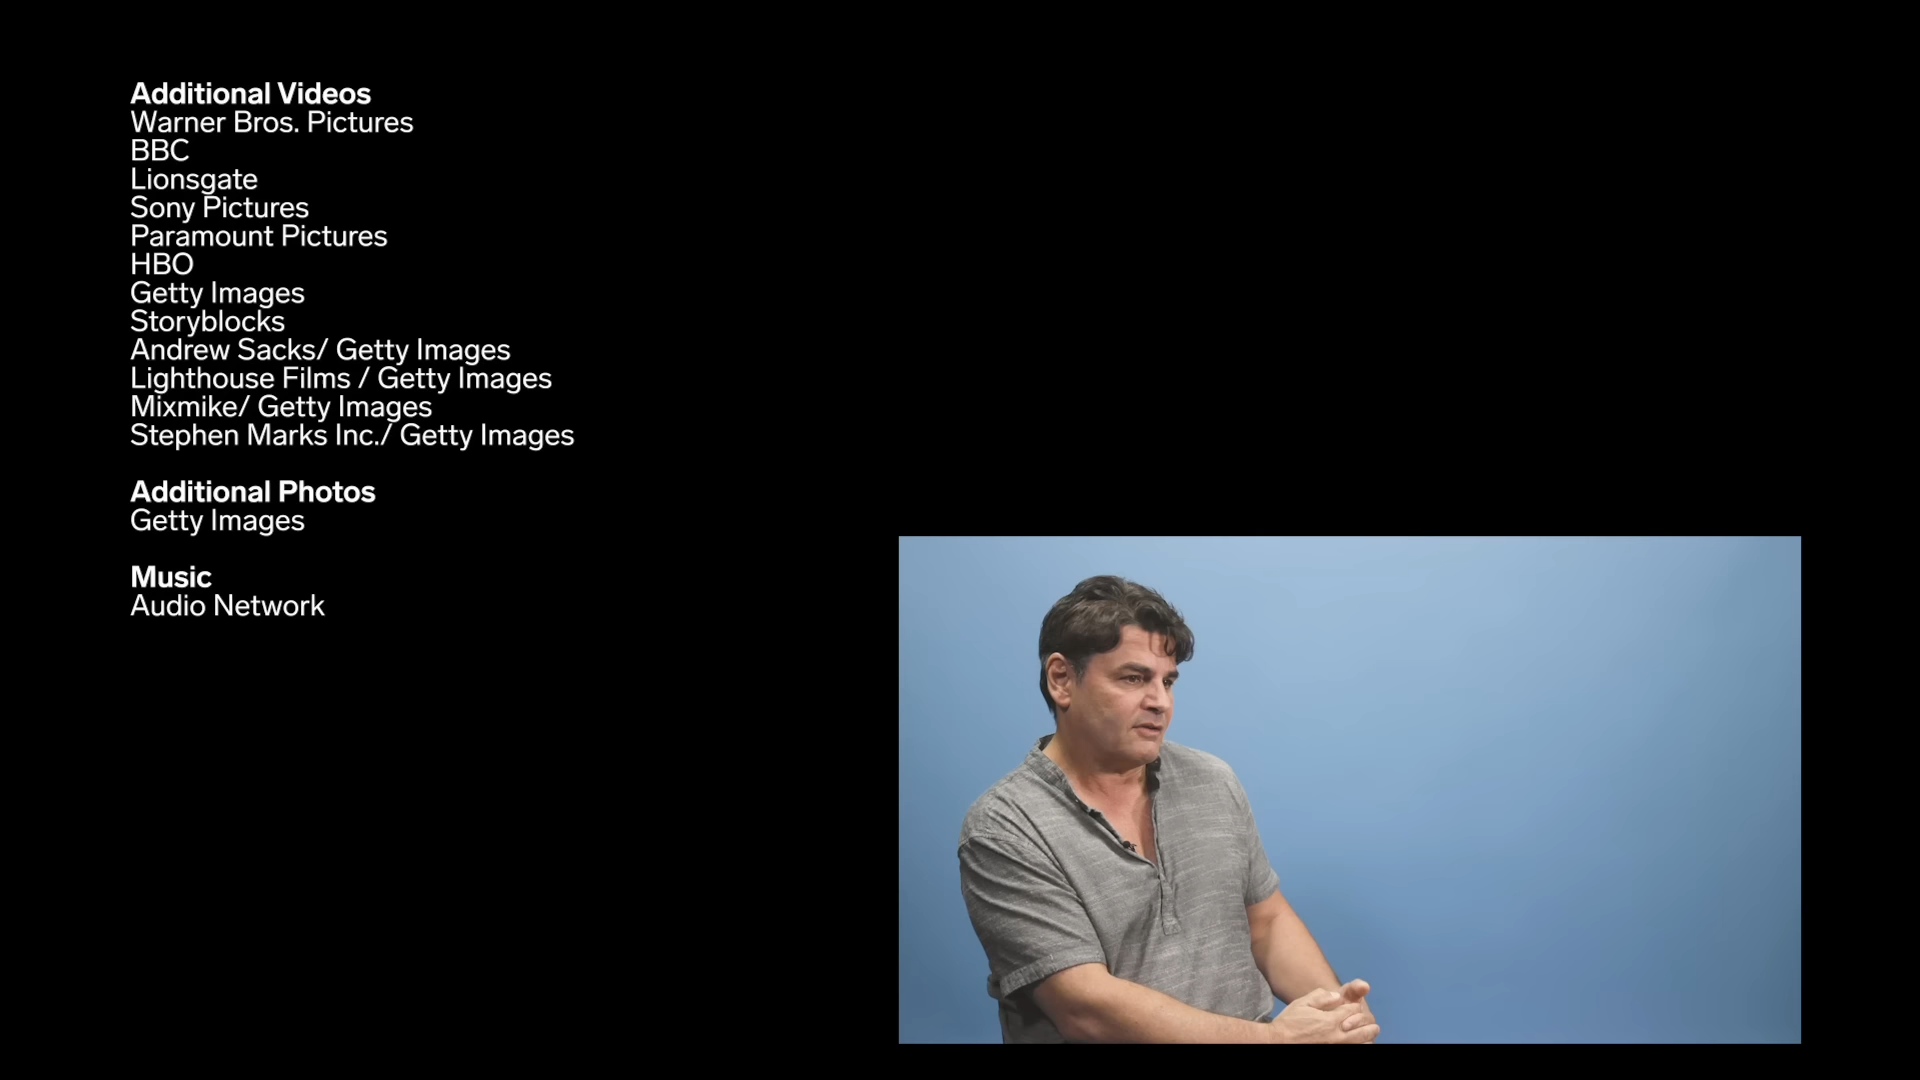 Additional Videos
Warner Bros. Pictures
BBC
Lionsgate
Sony Pictures
Paramount Pictures
HBO
Getty Images
Storyblocks
Andrew Sacks/ Getty Images
Lighthouse Films / Getty Images
Mixmike/ Getty Images
Stephen Marks Inc./ Getty Images
Additional Photos
Getty Images
Music
Audio Network